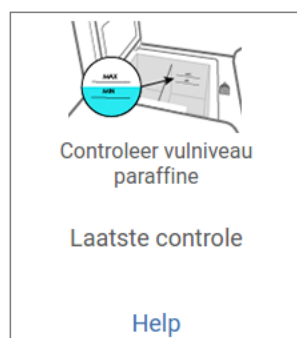 MAX
MIN
Controleer vulniveau
paraffine
Laatste controle
Help